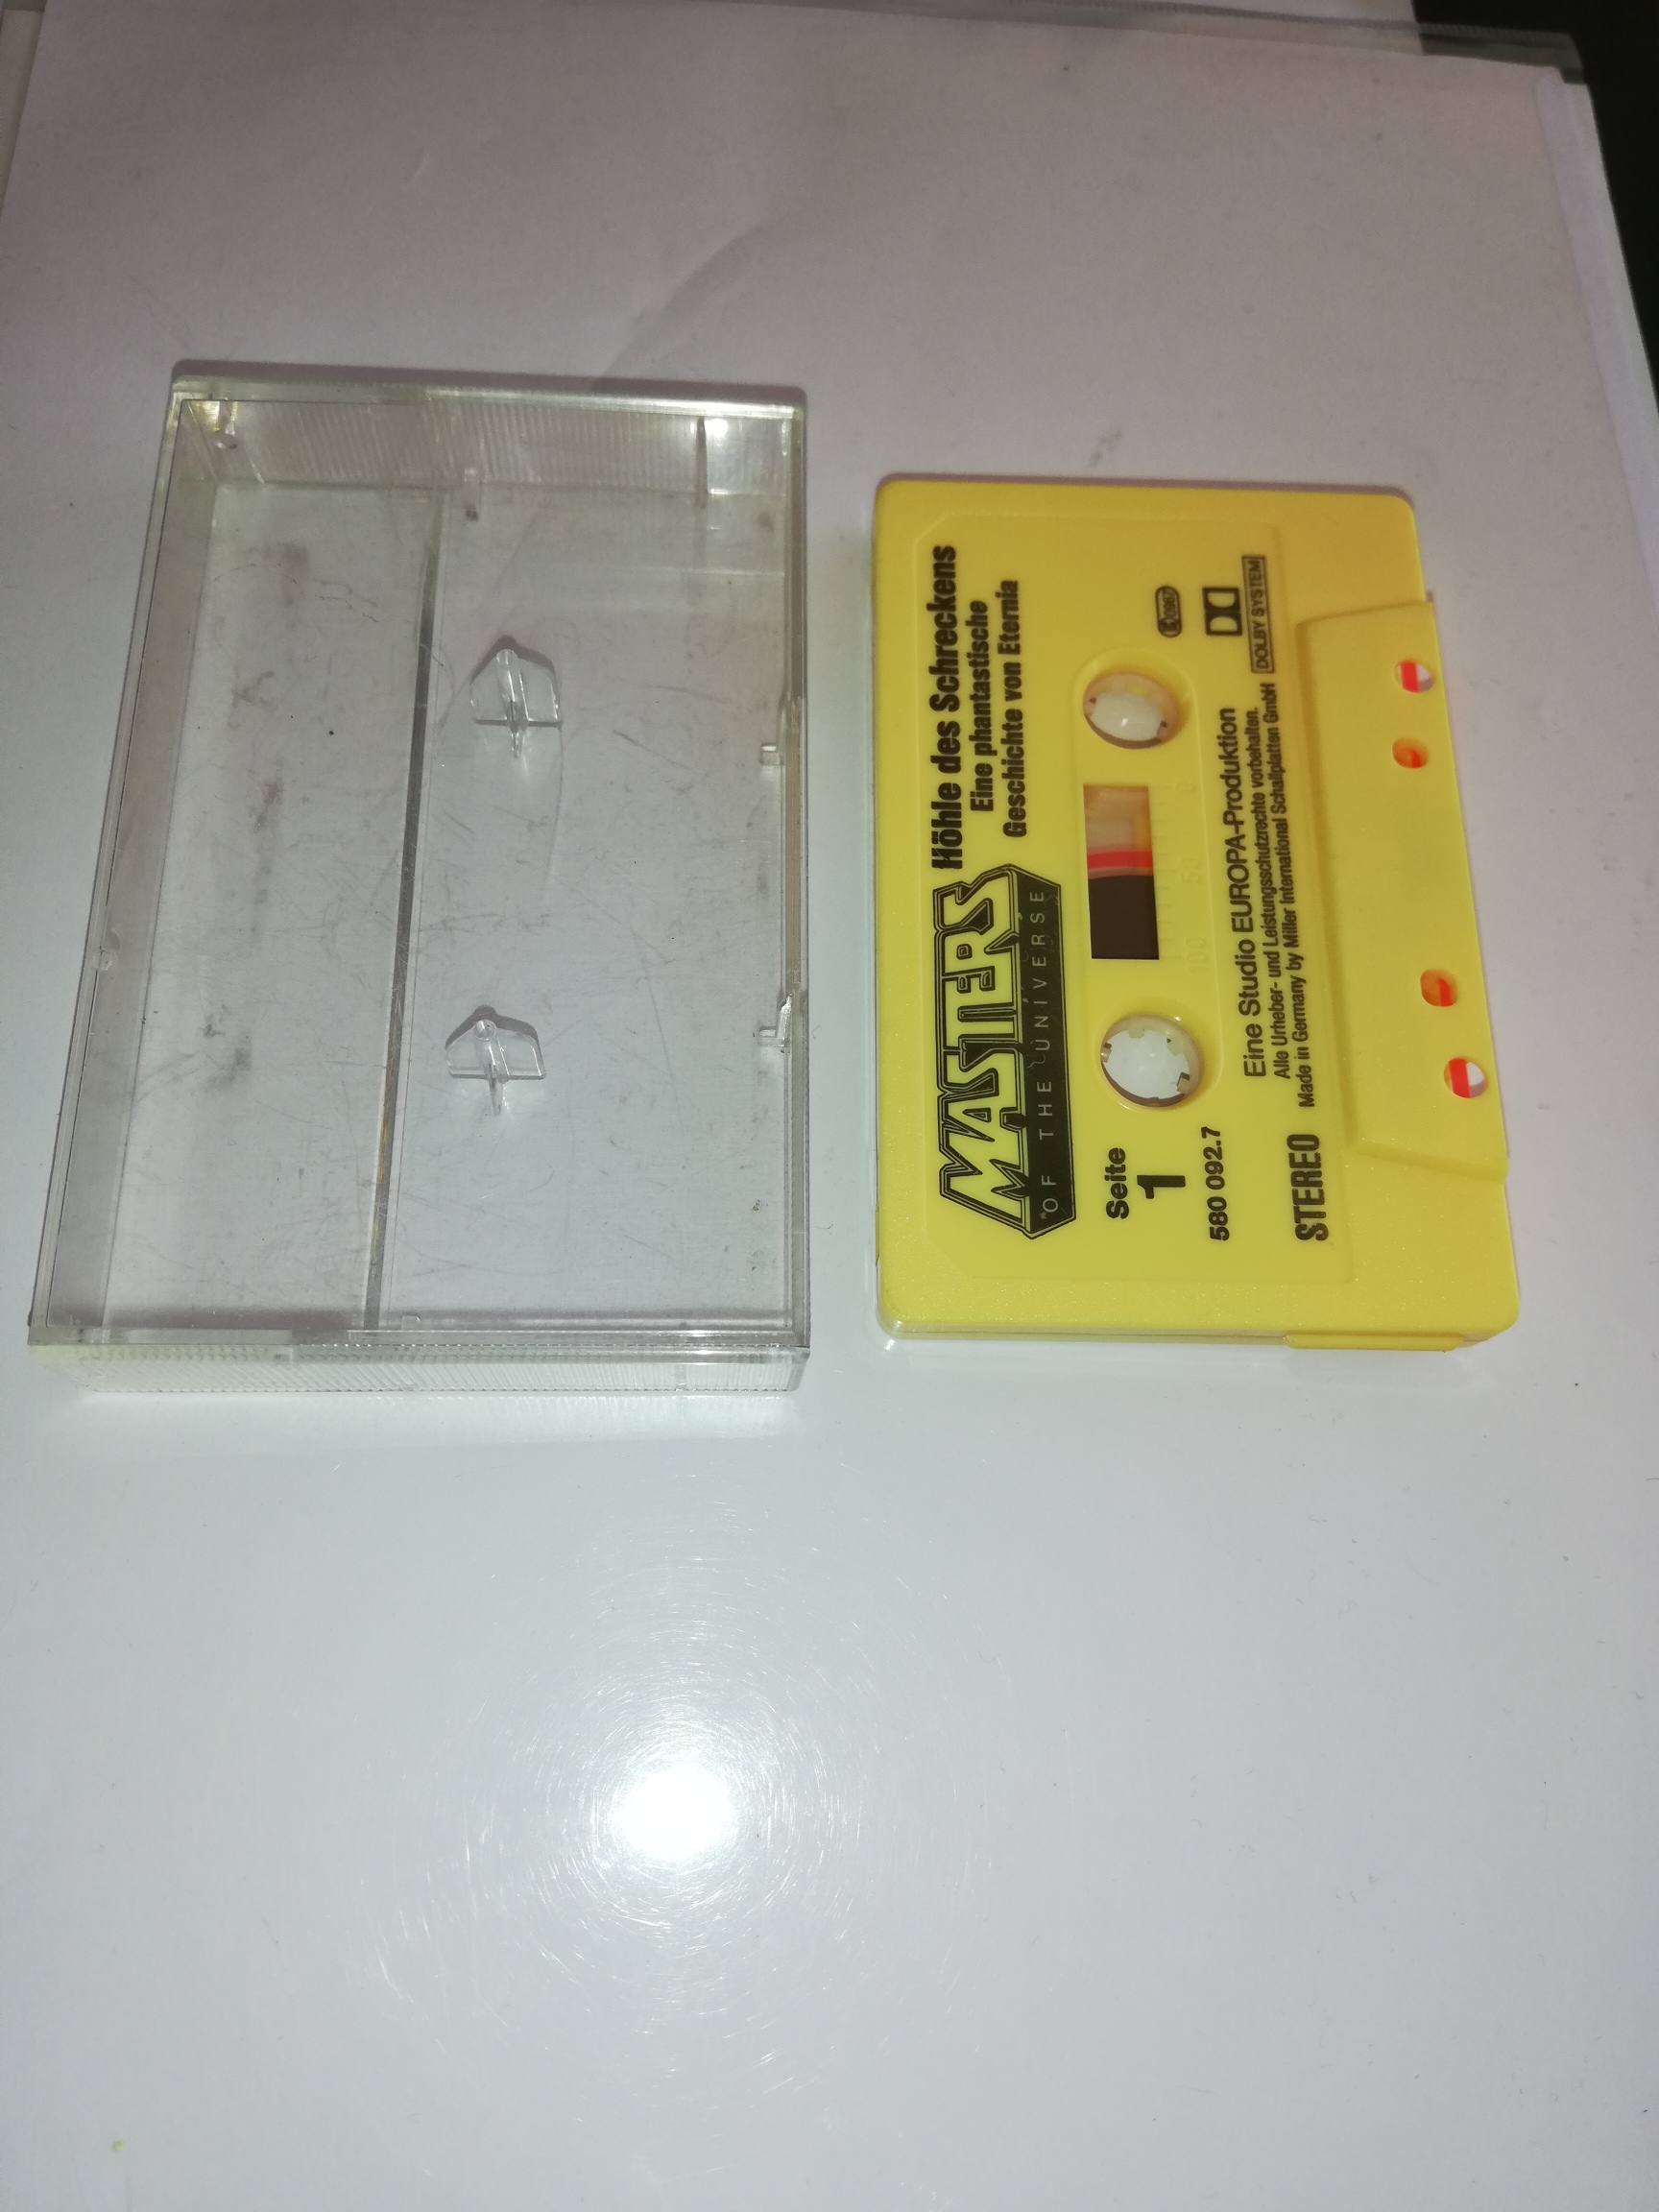 MASTERS
OF THE UNIVERSE
Höhle des Schreckens
Eine phantastische
Geschichte von Eternia
Seite
1
580 092.7
100 50 0
Eine Studio EUROPA-Produktion
Alle Urheber- und Leistungsschutzrechte vorbehalten.
STEREO Made in Germany by Miller International Schallplatten GmbH
DOLBY SYSTEM